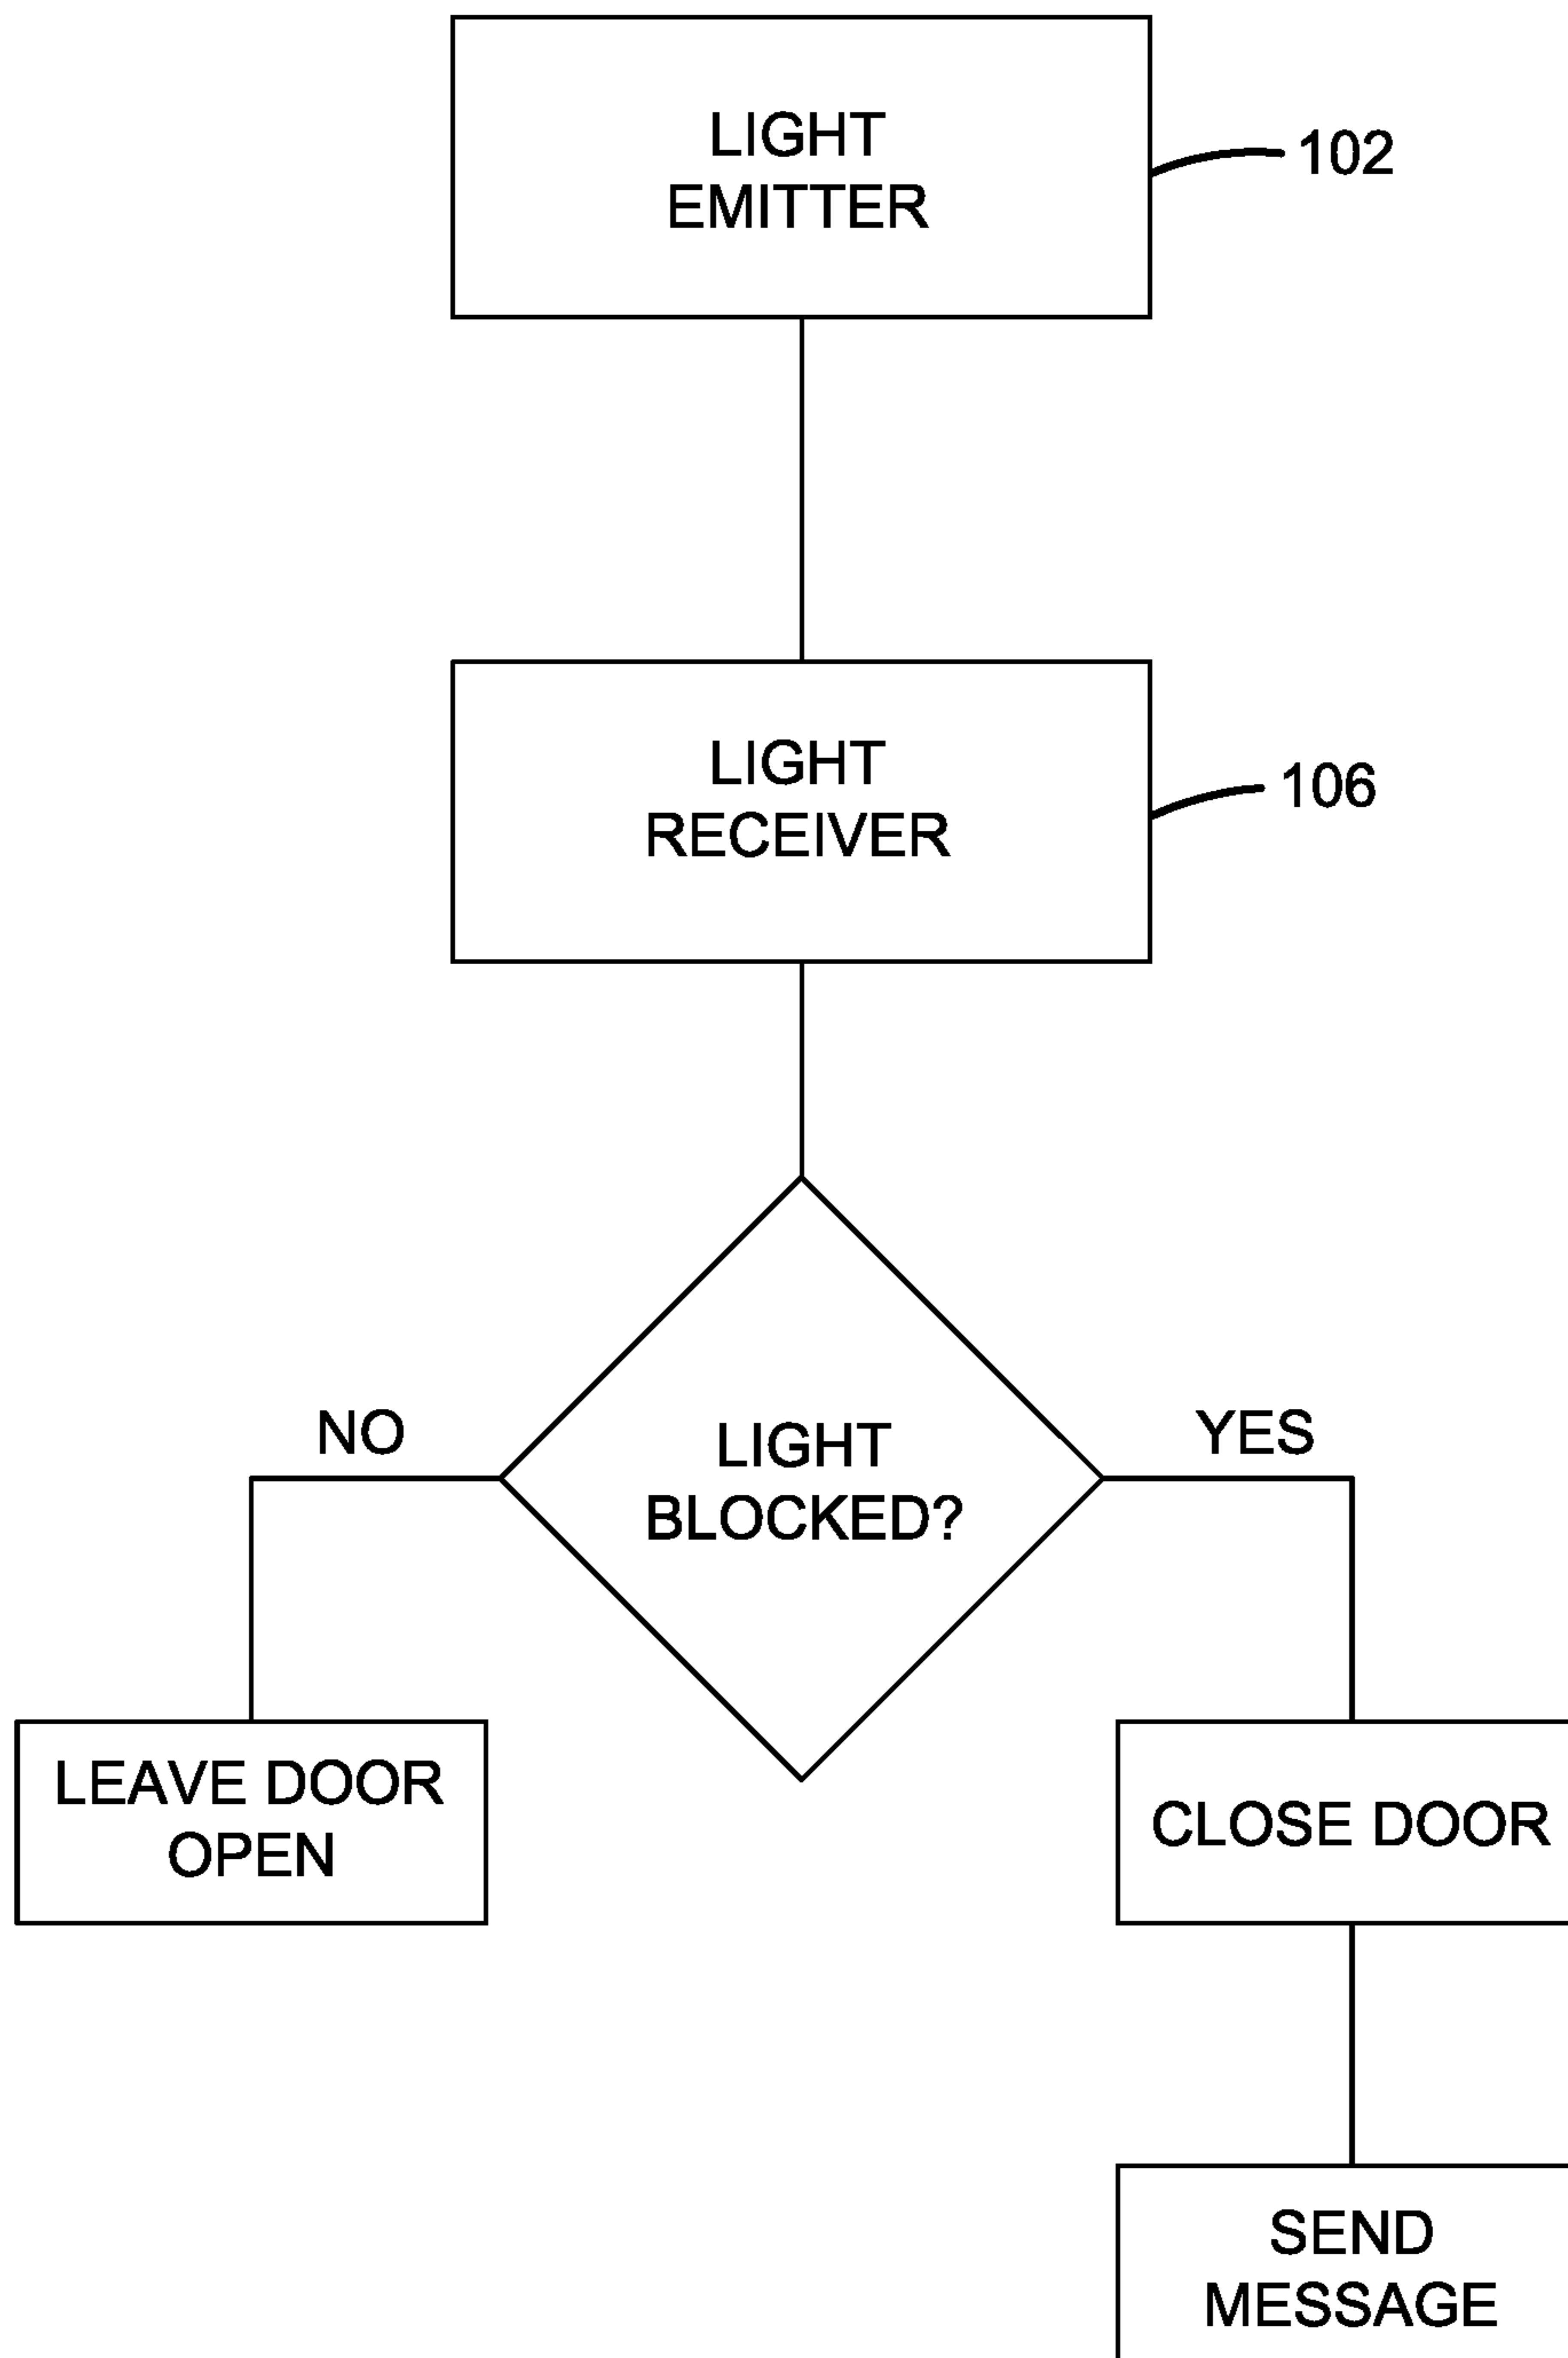 LIGHT
EMITTER
102
LIGHT
RECEIVER
106
LIGHT
BLOCKED?
NO
YES
LEAVE DOOR
OPEN
CLOSE DOOR
SEND
MESSAGE